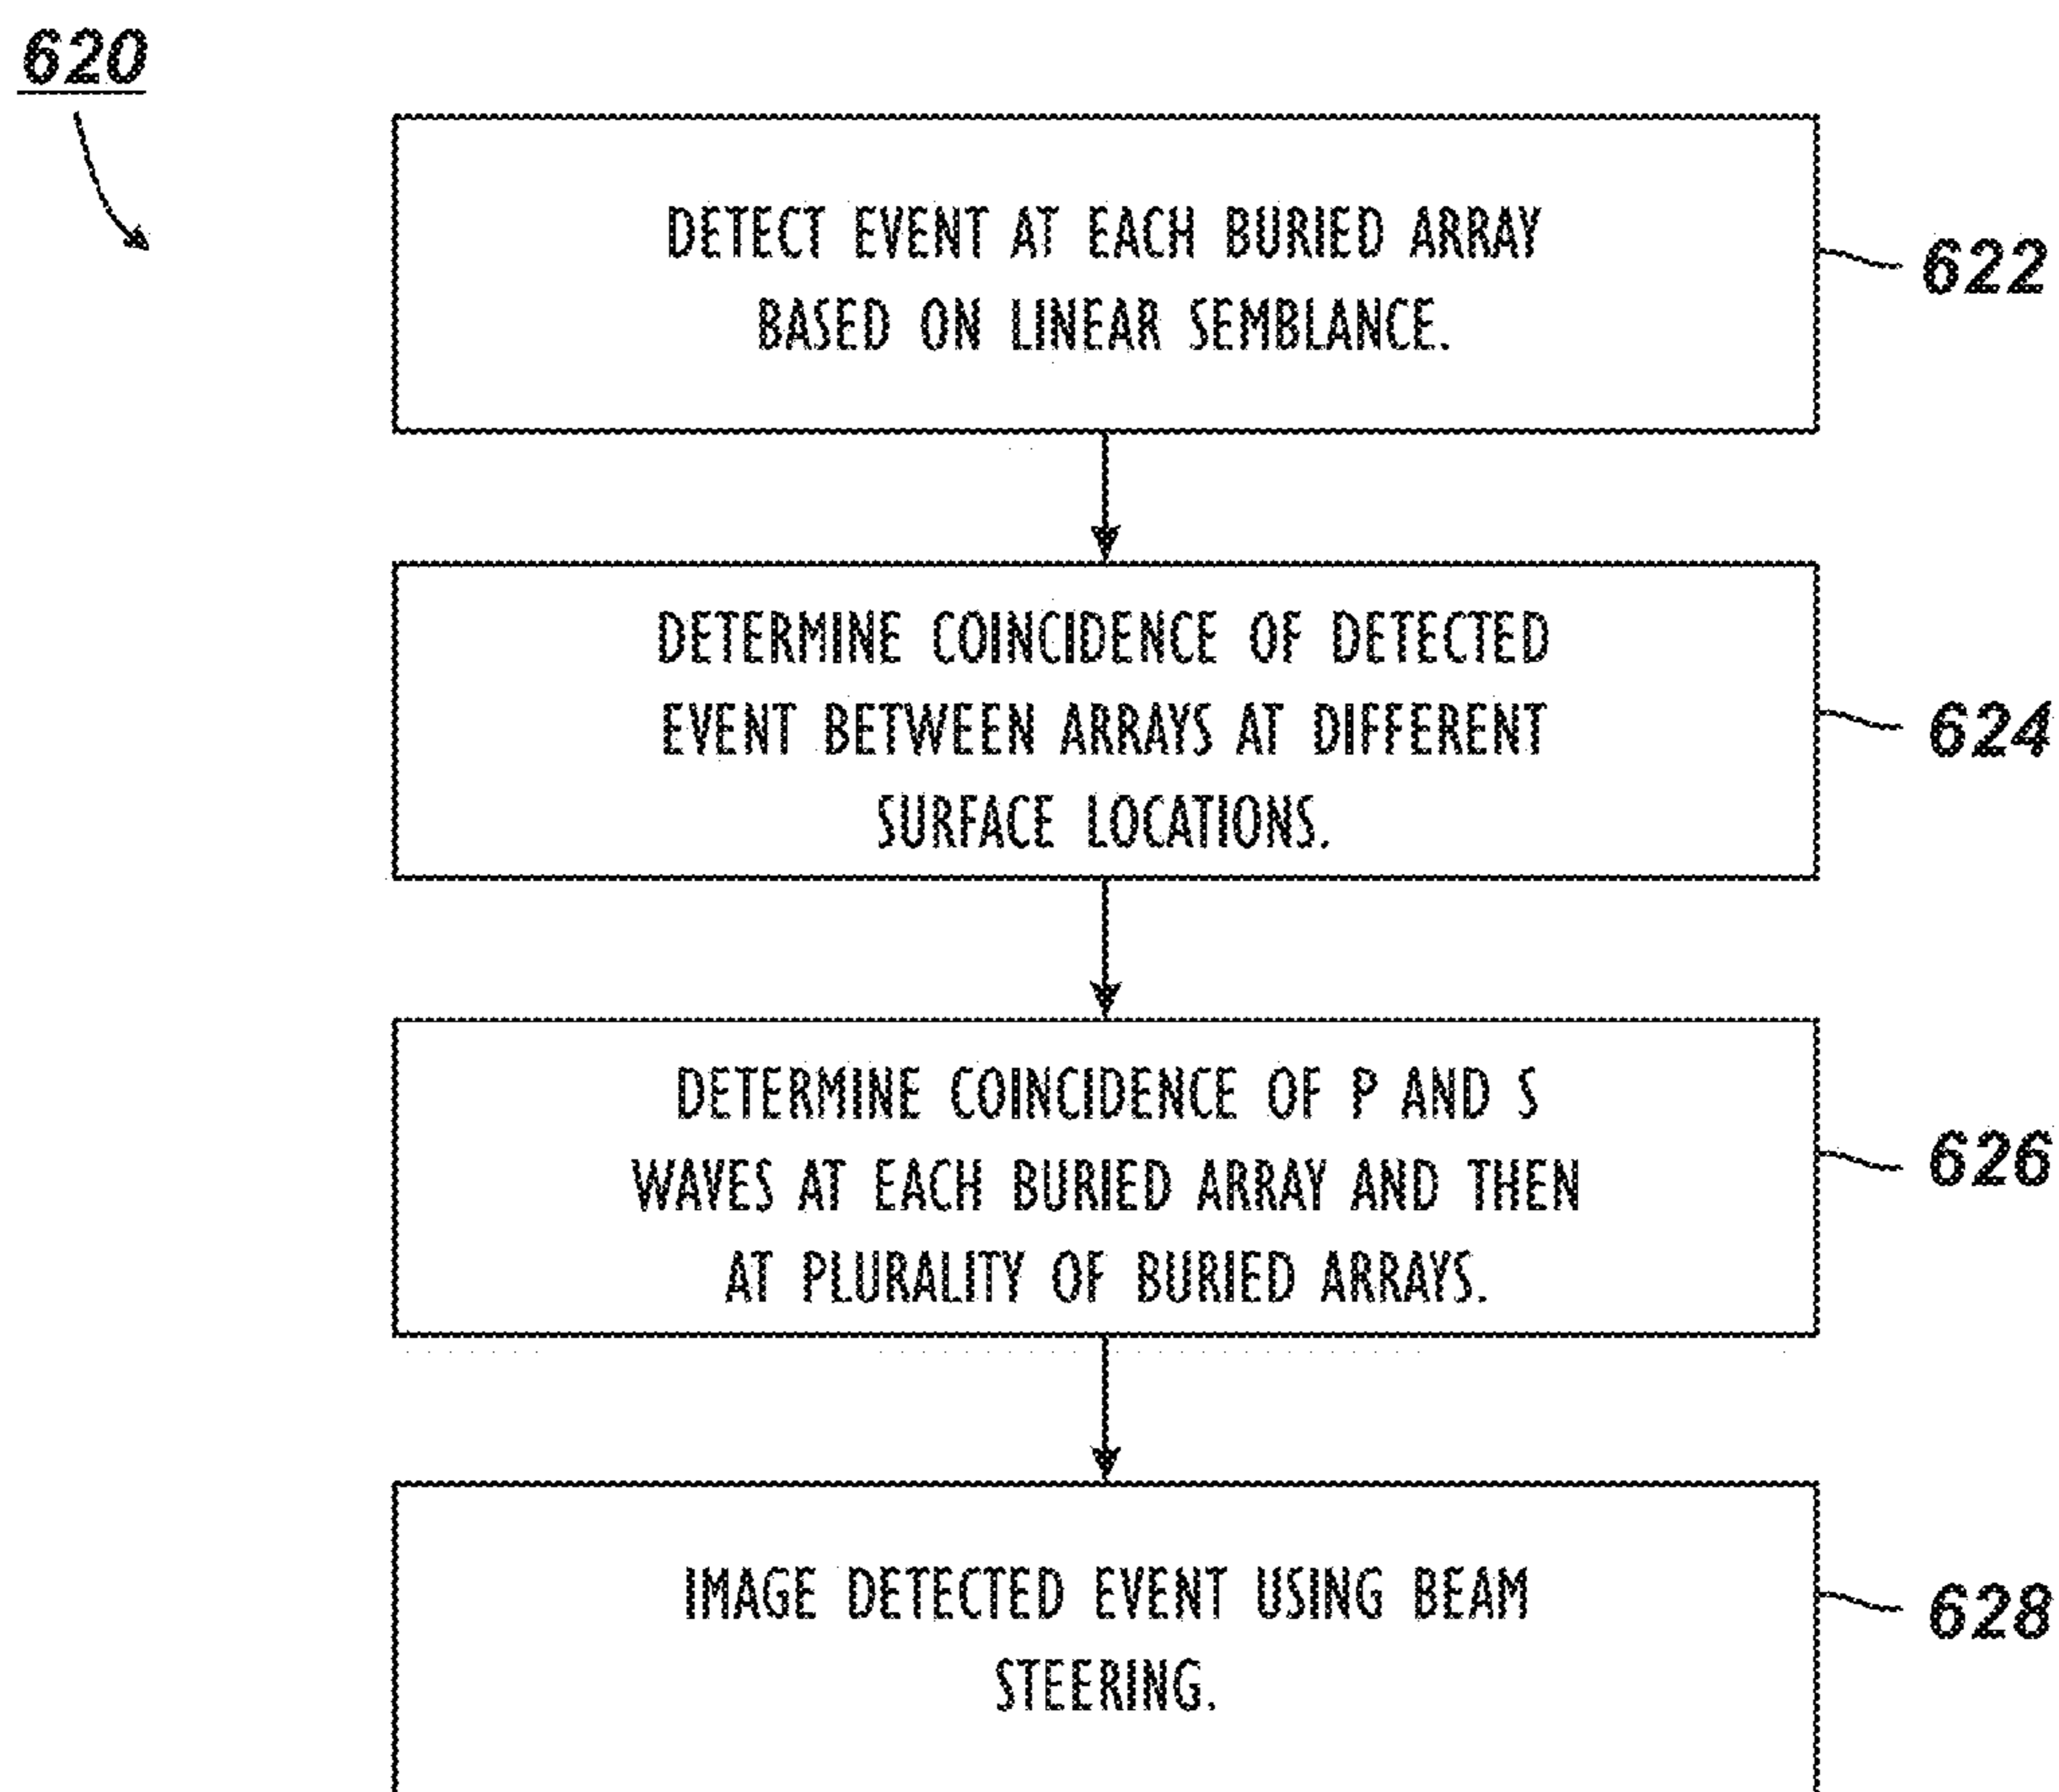 620
DETECT EVENT AT EACH BURIED ARRAY
BASED ON LINEAR SEMBLANCE.
622
DETERMINE COINCIDENCE OF DETECTED
EVENT BETWEEN ARRAYS AT DIFFERENT
SURFACE LOCATIONS.
624
DETERMINE COINCIDENCE OF P AND S
WAVES AT EACH BURIED ARRAY AND THEN
AT PLURALITY OF BURIED ARRAYS.
626
IMAGE DETECTED EVENT USING BEAM
STEERING.
628